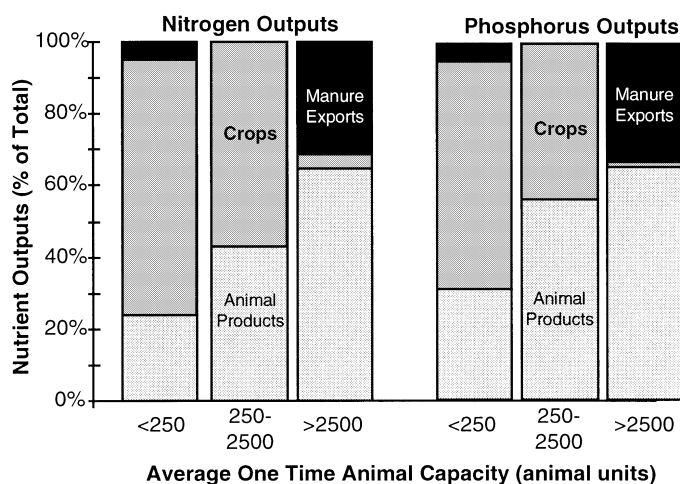 Nitrogen Outputs
Phosphorus Outputs
Nutrient Outputs (% of Total)
100%
80%
60%
40%
20%
0%
Crops
Animal
Products
Manure
Exports
Crops
Animal
Products
Manure
Exports
<250
250-
2500
>2500
<250
250-
2500
>2500
Average One Time Animal Capacity (animal units)